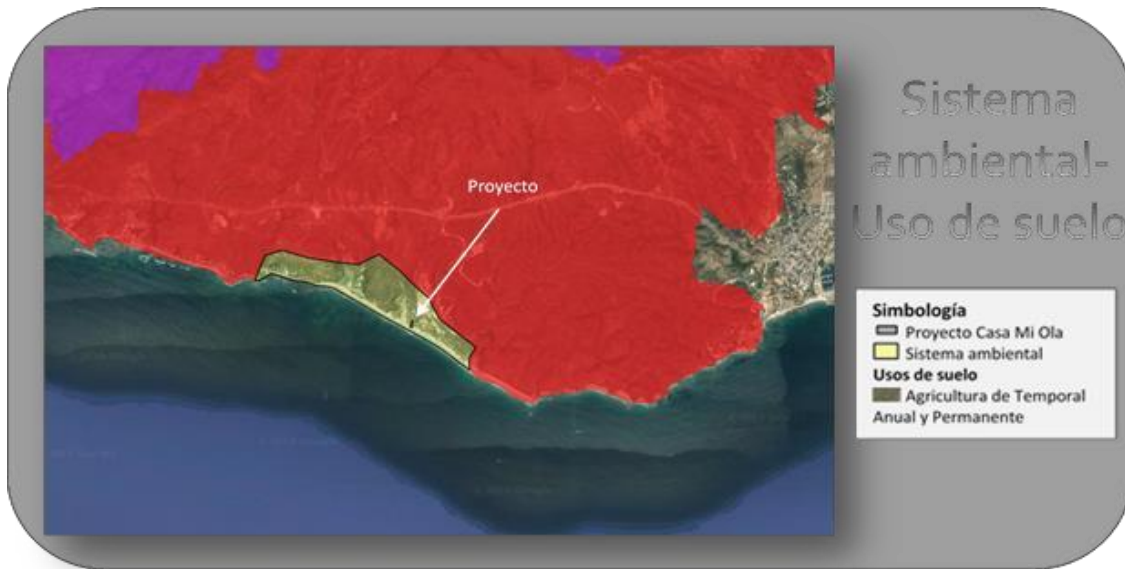 Sistema
ambiental-
Uso de suelo
Proyecto
Simbología
Proyecto Casa Mi Ola
Sistema ambiental
Usos de suelo
Agricultura de Temporal
Anual y Permanente